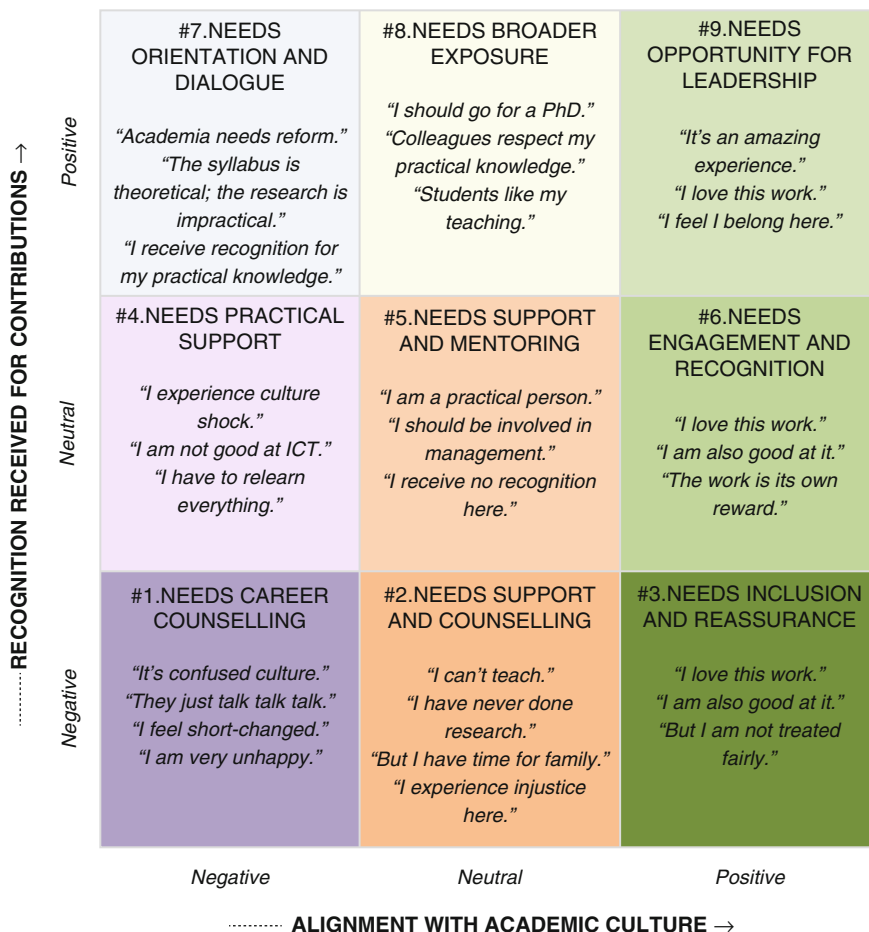 #7.NEEDS
ORIENTATION AND
DIALOGUE
“Academia needs reform.”
“The syllabus is
theoretical; the research is
impractical.”
“I receive recognition for
my practical knowledge.”
#8.NEEDS BROADER
EXPOSURE
“I should go for a PhD.”
“Colleagues respect my
practical knowledge.”
“Students like my
teaching.”
#9.NEEDS
OPPORTUNITY FOR
LEADERSHIP
“It’s an amazing
experience.”
“I love this work.”
“I feel I belong here.”
#4.NEEDS PRACTICAL
SUPPORT
“I experience culture
shock.”
“I am not good at ICT.”
“I have to relearn
everything.”
#5.NEEDS SUPPORT
AND MENTORING
“I am a practical person.”
“I should be involved in
management.”
“I receive no recognition
here.”
#6.NEEDS
ENGAGEMENT AND
RECOGNITION
“I love this work.”
“I am also good at it.”
“The work is its own
reward.”
#1.NEEDS CAREER
COUNSELLING
“It’s confused culture.”
“They just talk talk talk.”
“I feel short-changed.”
“I am very unhappy.”
#2.NEEDS SUPPORT
AND COUNSELLING
“I can’t teach.”
“I have never done
research.”
“But I have time for family.”
“I experience injustice
here.”
#3.NEEDS INCLUSION
AND REASSURANCE
“I love this work.”
“I am also good at it.”
“But I am not treated
fairly.”
Positive
Neutral
Negative
.......... RECOGNITION RECEIVED FOR CONTRIBUTIONS →
Negative
Neutral
Positive
.......... ALIGNMENT WITH ACADEMIC CULTURE →